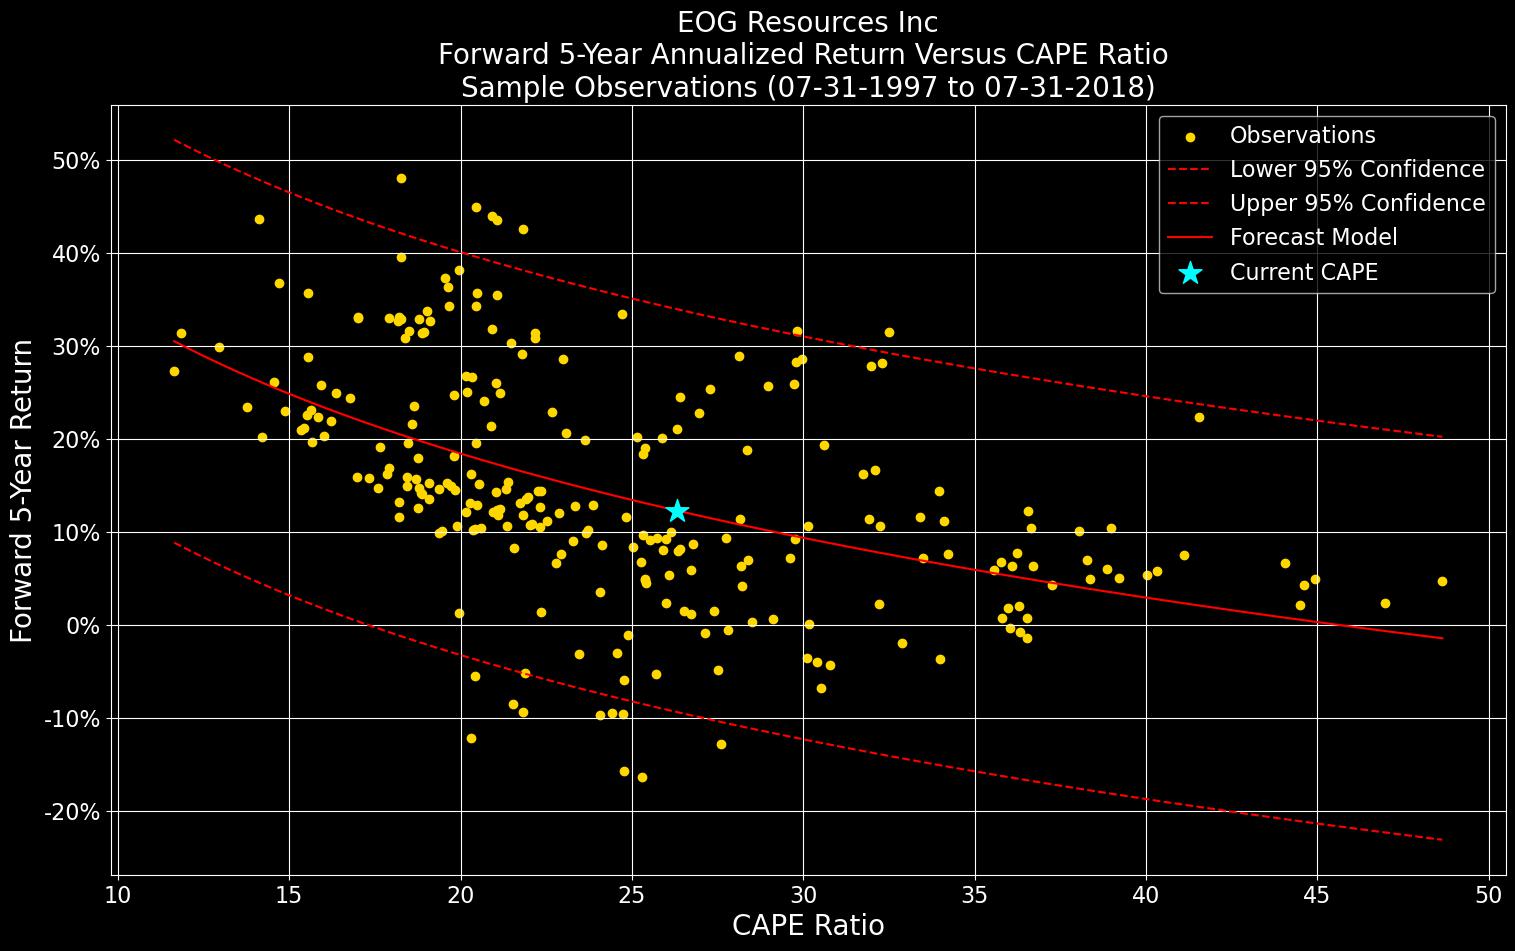 EOG Resources Inc
Forward 5-Year Annualized Return Versus CAPE Ratio
Sample Observations (07-31-1997 to 07-31-2018)
Observations
Lower 95% Confidence
Upper 95% Confidence
Forecast Model
Current CAPE
Forward 5-Year Return
50%
40%
30%
20%
10%
0%
-10%
-20%
10 15 20 25 30 35 40 45 50
CAPE Ratio